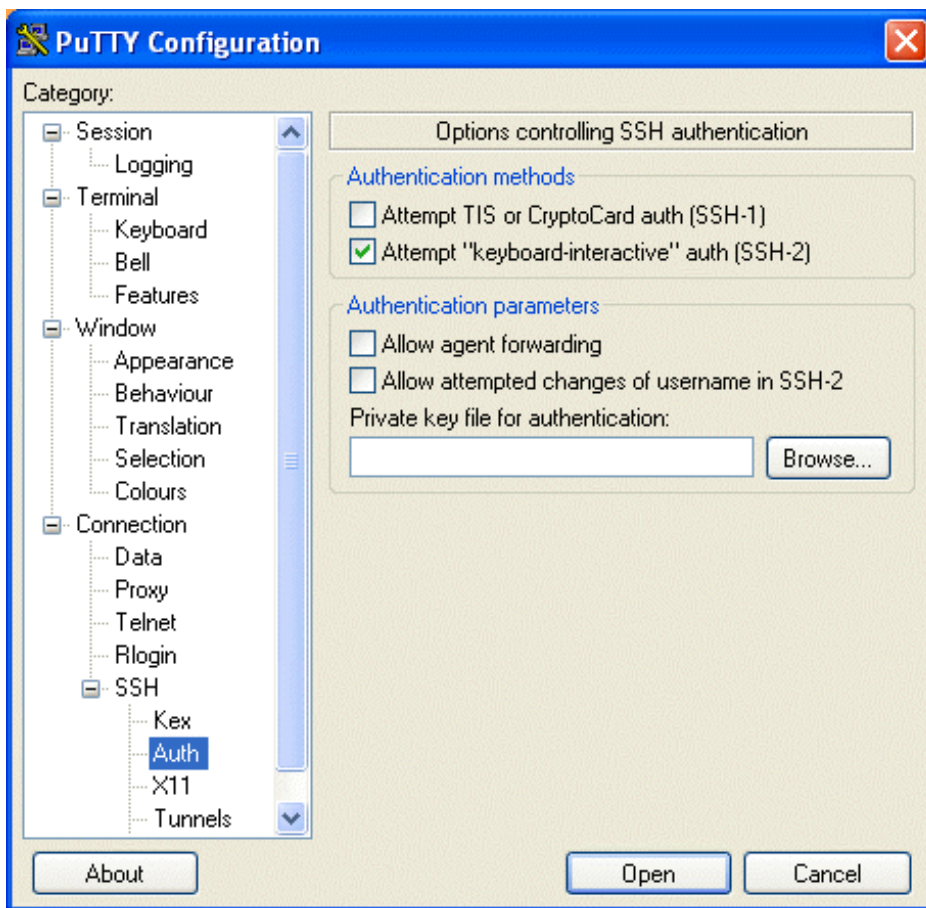 PuTTY Configuration
Category:
Session
Logging
Terminal
Keyboard
Bell
Features
Window
Appearance
Behaviour
Translation
Selection
Colours
Connection
Data
Proxy
Telnet
Rlogin
SSH
Kex
Auth
X11
Tunnels
Options controlling SSH authentication
Authentication methods
Attempt TIS or CryptoCard auth (SSH-1)
Attempt "keyboard-interactive" auth (SSH-2)
Authentication parameters
Allow agent forwarding
Allow attempted changes of username in SSH-2
Private key file for authentication:
Browse...
About
Open
Cancel